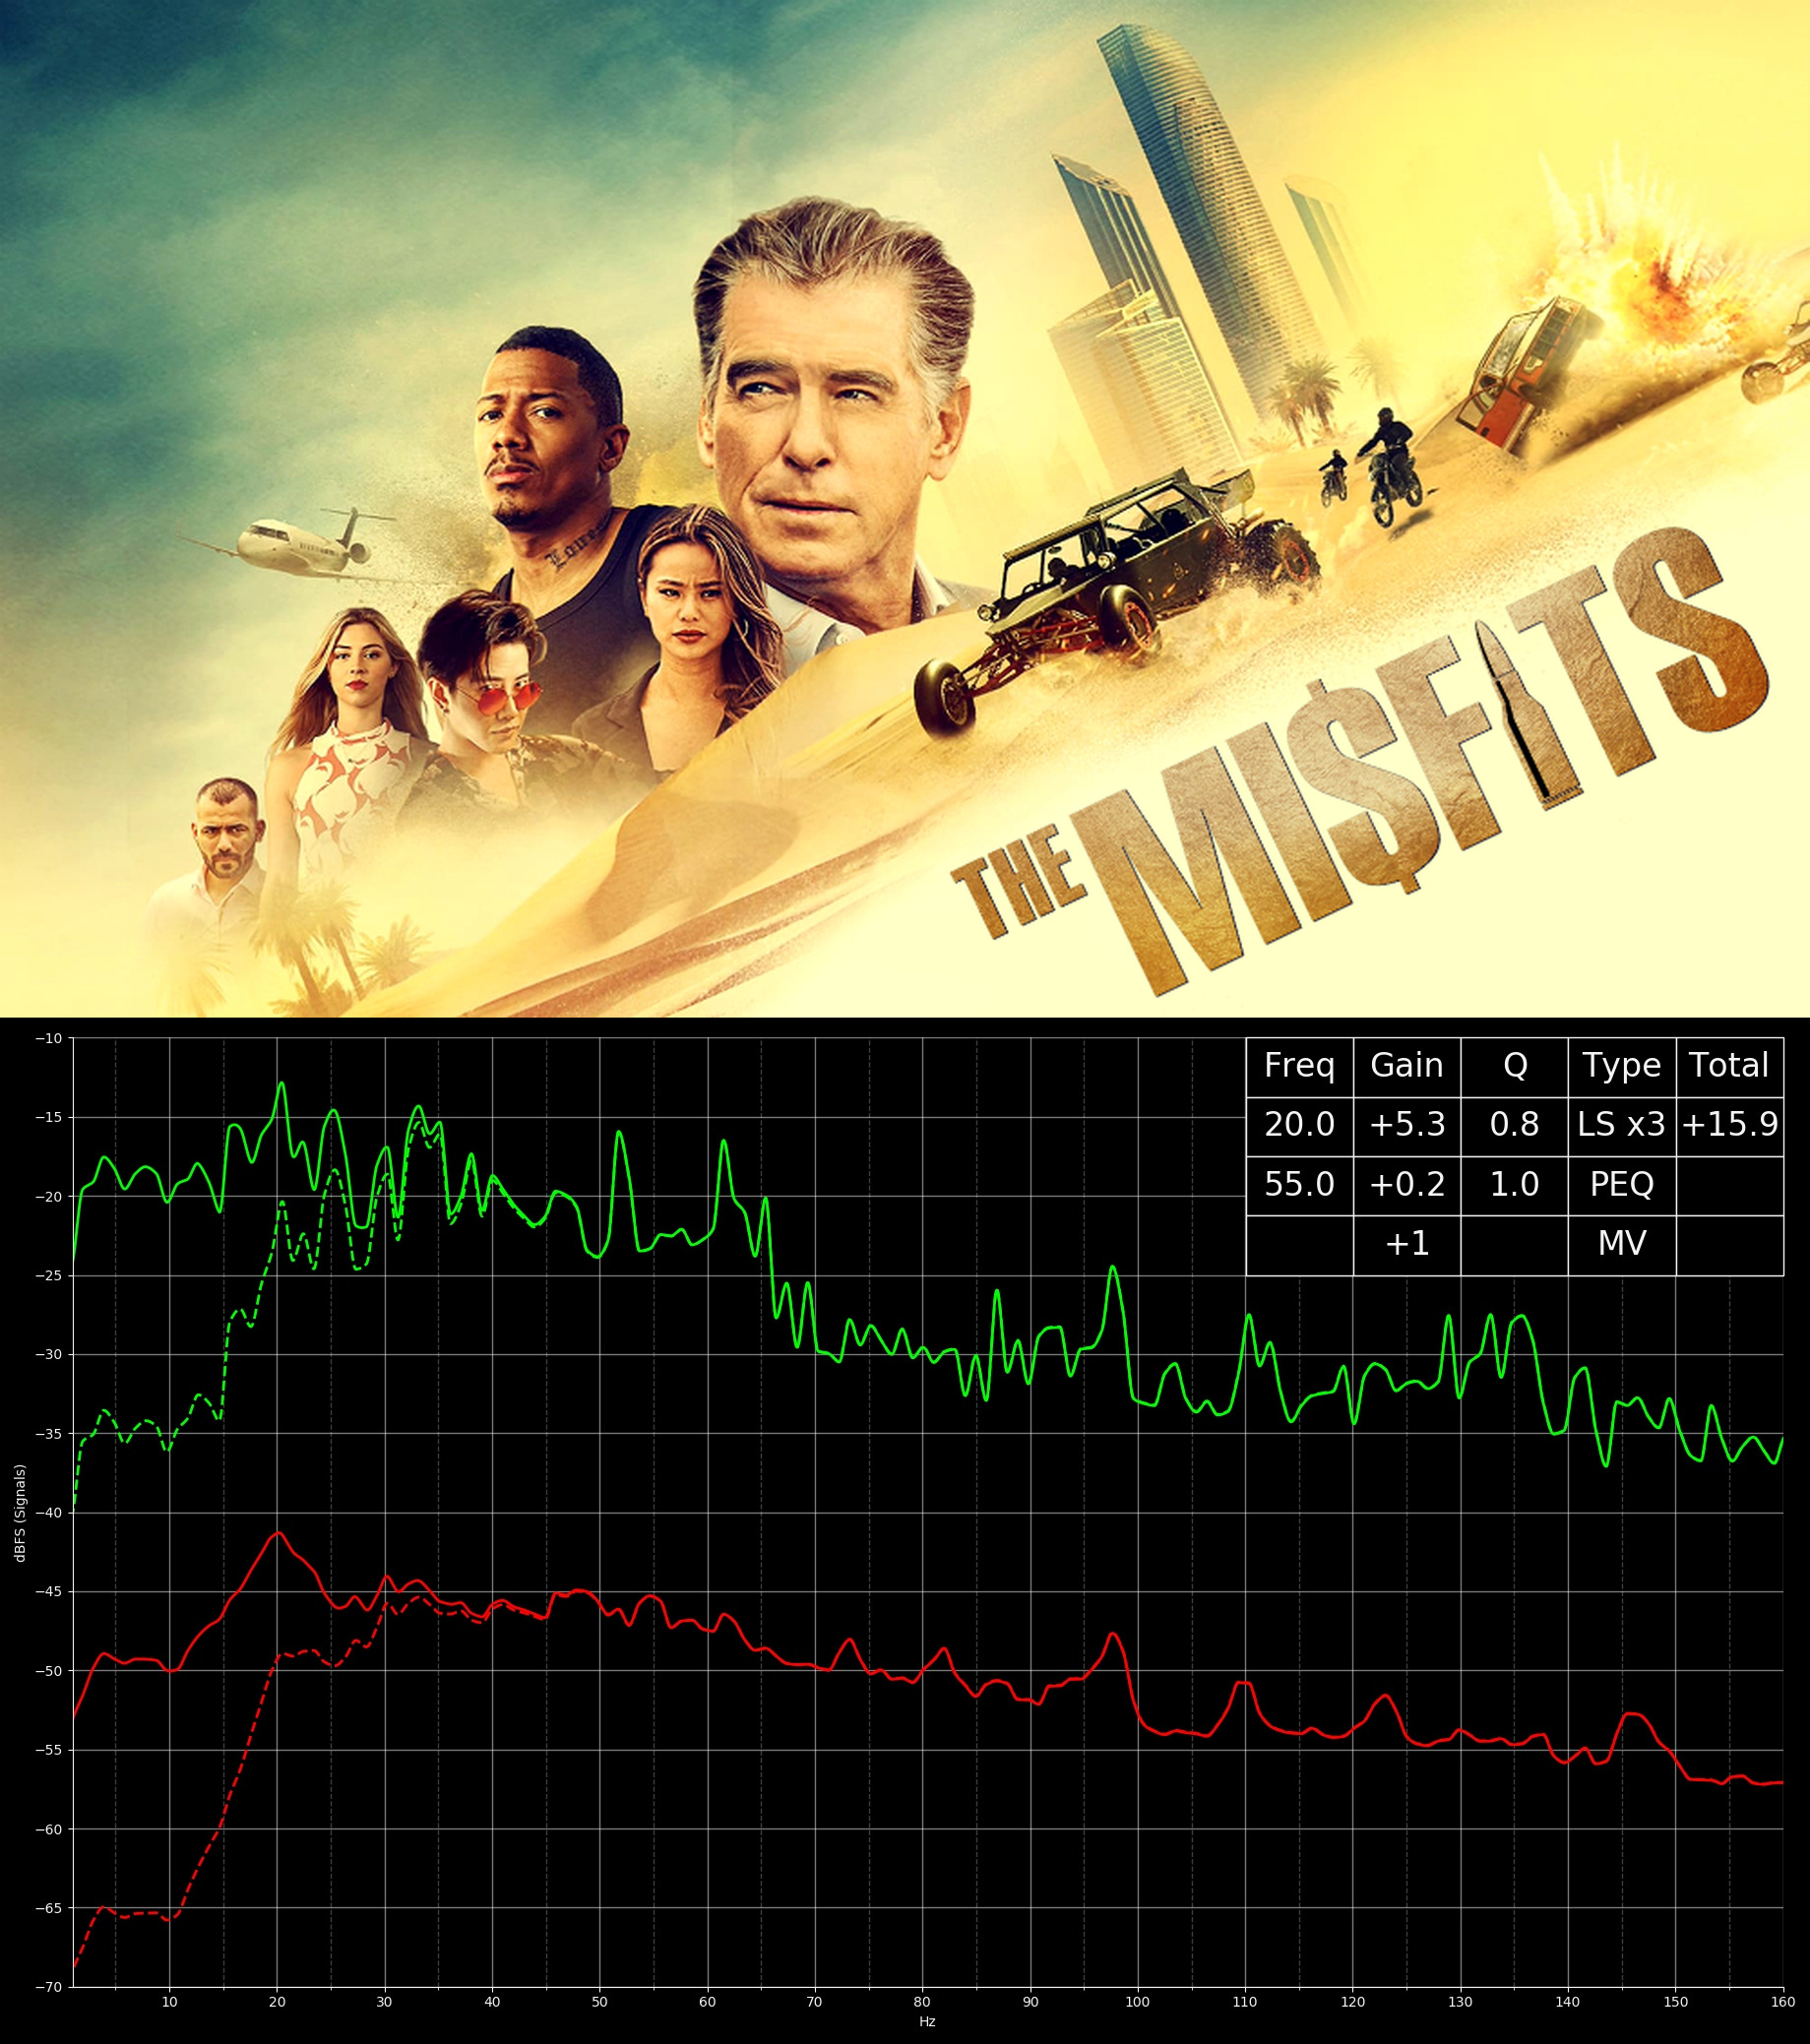 Love
THE MI$FITS
Freq Gain Q Type Total
20.0 +5.3 0.8 LS x3 +15.9
55.0 +0.2 1.0 PEQ
+1 MV
−10
−15
−20
−25
−30
−35
−40
−45
−50
−55
−60
−65
−70
dBFS (Signals)
10 20 30 40 50 60 70 80 90 100 110 120 130 140 150 160
Hz